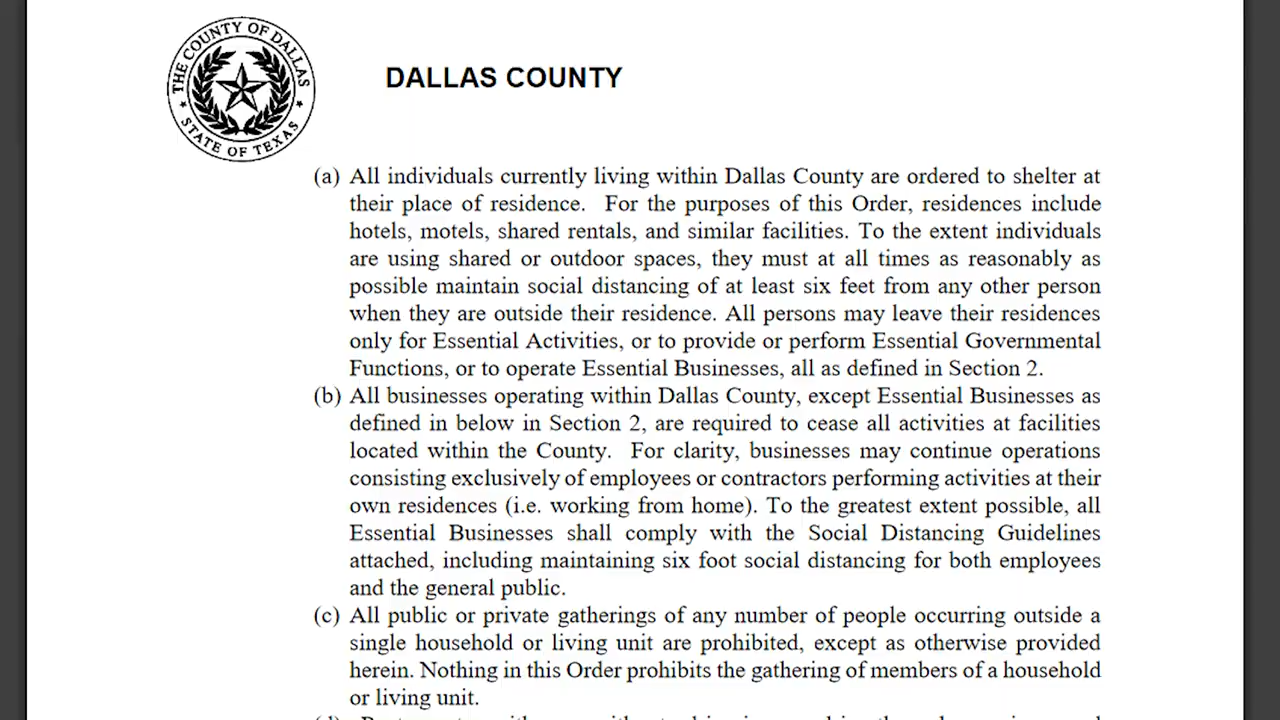 THE COUNTY OF DALLAS
STATE OF TEXAS
DALLAS COUNTY
(a) All individuals currently living within Dallas County are ordered to shelter at
their place of residence. For the purposes of this Order, residences include
hotels, motels, shared rentals, and similar facilities. To the extent individuals
are using shared or outdoor spaces, they must at all times as reasonably as
possible maintain social distancing of at least six feet from any other person
when they are outside their residence. All persons may leave their residences
only for Essential Activities, or to provide or perform Essential Governmental
Functions, or to operate Essential Businesses, all as defined in Section 2.
(b) All businesses operating within Dallas County, except Essential Businesses as
defined in below in Section 2, are required to cease all activities at facilities
located within the County. For clarity, businesses may continue operations
consisting exclusively of employees or contractors performing activities at their
own residences (i.e. working from home). To the greatest extent possible, all
Essential Businesses shall comply with the Social Distancing Guidelines
attached, including maintaining six foot social distancing for both employees
and the general public.
(c) All public or private gatherings of any number of people occurring outside a
single household or living unit are prohibited, except as otherwise provided
herein. Nothing in this Order prohibits the gathering of members of a household
or living unit.